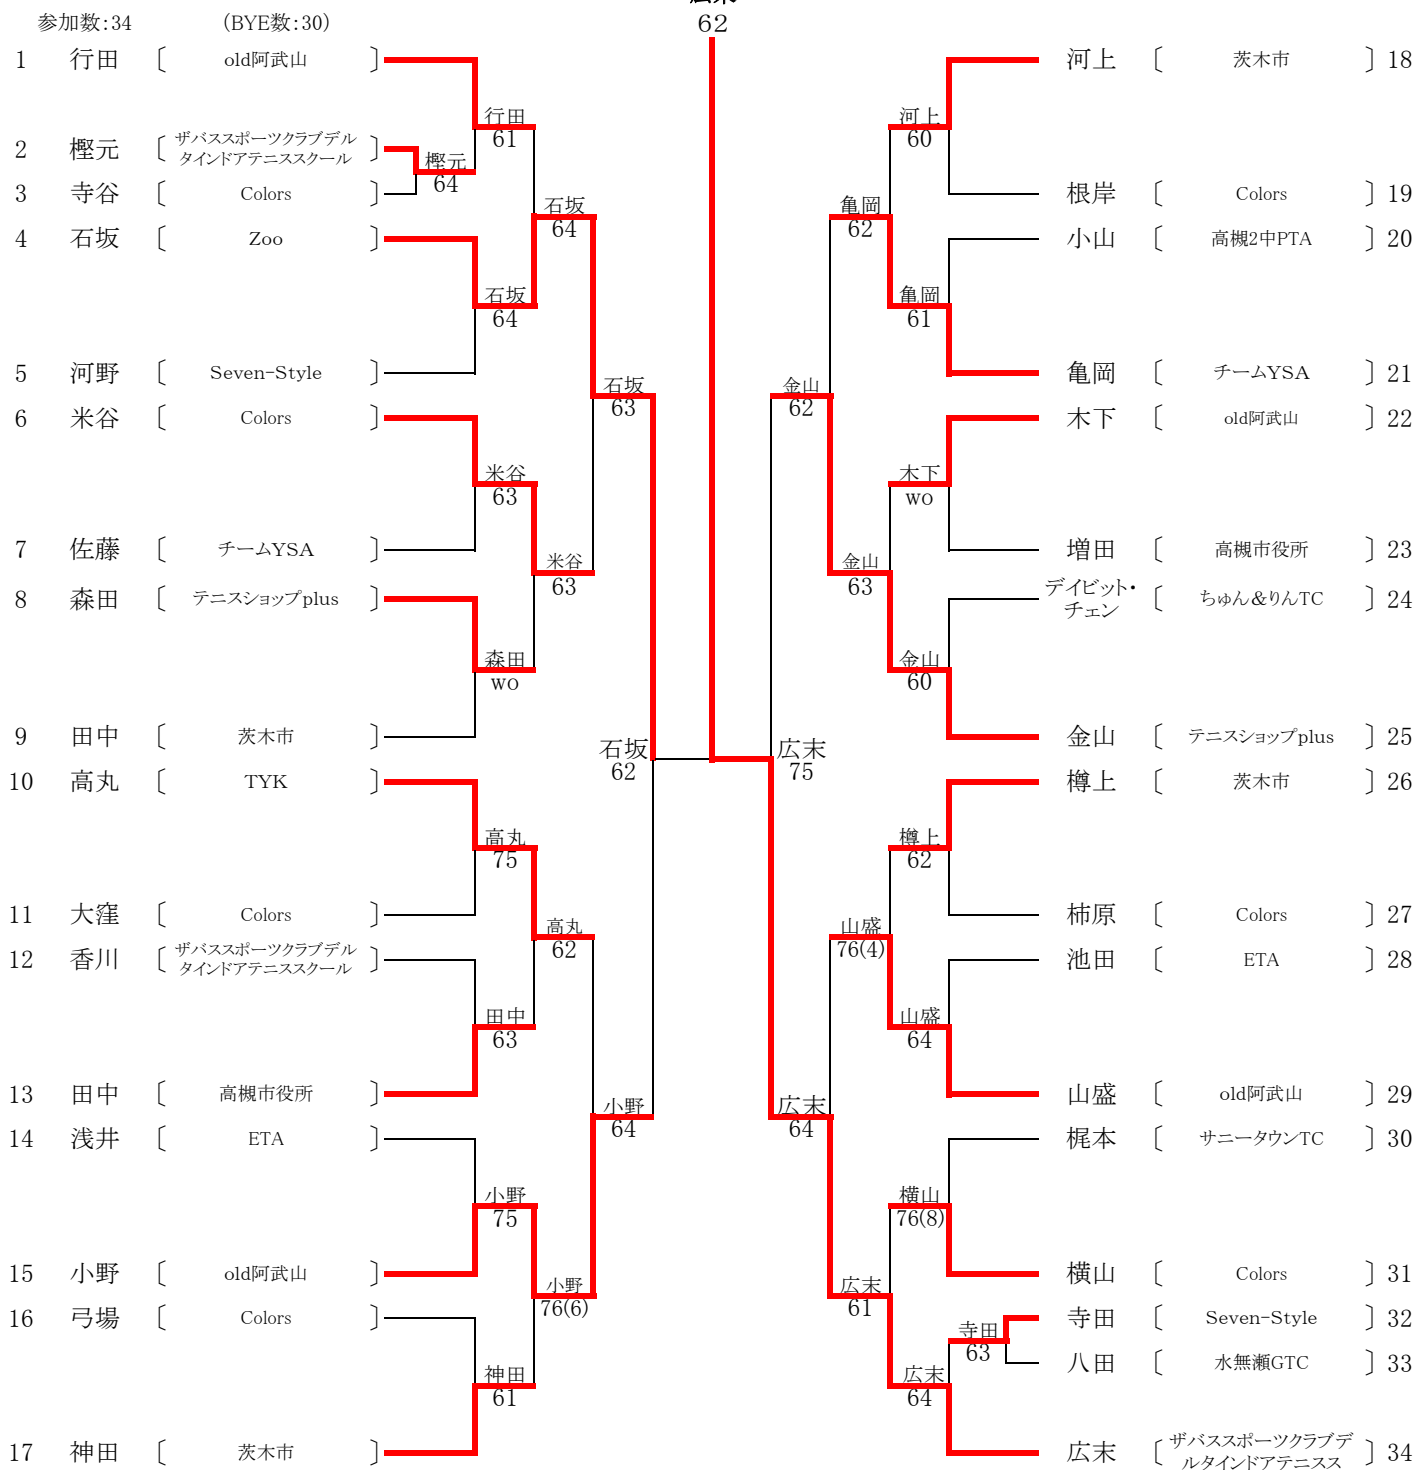 広末
62
参加数:34 (BYE数:30)
1 行田 〔 old阿武山 〕
2 樫元 〔 ザバススポーツクラブデル
タインドアテニススクール 〕
3 寺谷 〔 Colors 〕
4 石坂 〔 Zoo 〕
5 河野 〔 Seven-Style 〕
6 米谷 〔 Colors 〕
7 佐藤 〔 チームYSA 〕
8 森田 〔 テニスショップplus 〕
9 田中 〔 茨木市 〕
10 高丸 〔 TYK 〕
11 大窪 〔 Colors 〕
12 香川 〔 ザバススポーツクラブデル
タインドアテニススクール 〕
13 田中 〔 高槻市役所 〕
14 浅井 〔 ETA 〕
15 小野 〔 old阿武山 〕
16 弓場 〔 Colors 〕
17 神田 〔 茨木市 〕
樫元
64
行田
61
石坂
64
米谷
63
森田
WO
高丸
75
田中
63
小野
75
神田
61
石坂
64
米谷
63
高丸
62
小野
76(6)
石坂
63
小野
64
石坂
62
広末
75
金山
62
広末
64
亀岡
62
金山
63
山盛
76(4)
広末
61
河上
60
亀岡
61
木下
WO
金山
60
樽上
62
山盛
64
横山
76(8)
広末
64
寺田
63
河上 〔 茨木市 〕 18
根岸 〔 Colors 〕 19
小山 〔 高槻2中PTA 〕 20
亀岡 〔 チームYSA 〕 21
木下 〔 old阿武山 〕 22
増田 〔 高槻市役所 〕 23
デイビット・
チェン 〔 ちゅん&りんTC 〕 24
金山 〔 テニスショップplus 〕 25
樽上 〔 茨木市 〕 26
柿原 〔 Colors 〕 27
池田 〔 ETA 〕 28
山盛 〔 old阿武山 〕 29
梶本 〔 サニータウンTC 〕 30
横山 〔 Colors 〕 31
寺田 〔 Seven-Style 〕 32
八田 〔 水無瀬GTC 〕 33
広末 〔 ザバススポーツクラブデ
ルタインドアテニスス 〕 34